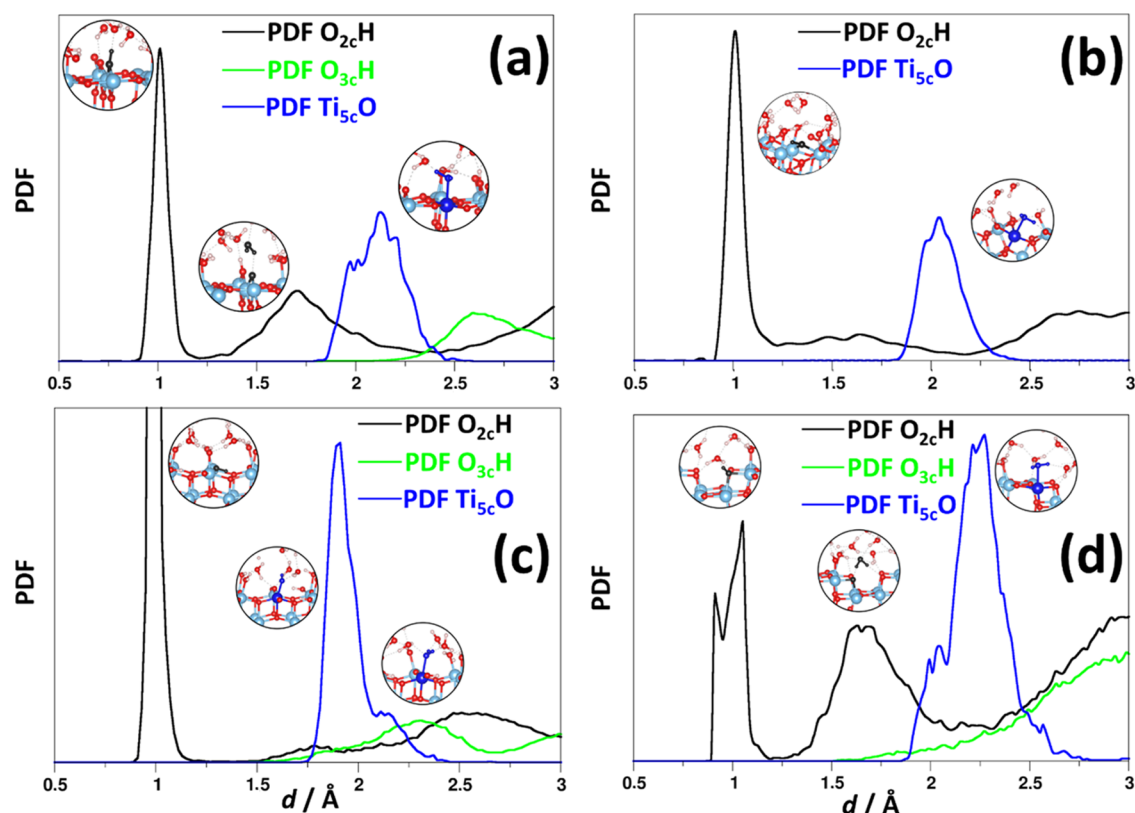 PDF O2cH
PDF O3cH
PDF Ti5cO
(a)
PDF
0.5 1 1.5 2 2.5 3
PDF O2cH
PDF Ti5cO
(b)
PDF
0.5 1 1.5 2 2.5 3
PDF O2cH
PDF O3cH
PDF Ti5cO
(c)
PDF
0.5 1 1.5 2 2.5 3
d / Å
PDF O2cH
PDF O3cH
PDF Ti5cO
(d)
PDF
0.5 1 1.5 2 2.5 3
d / Å